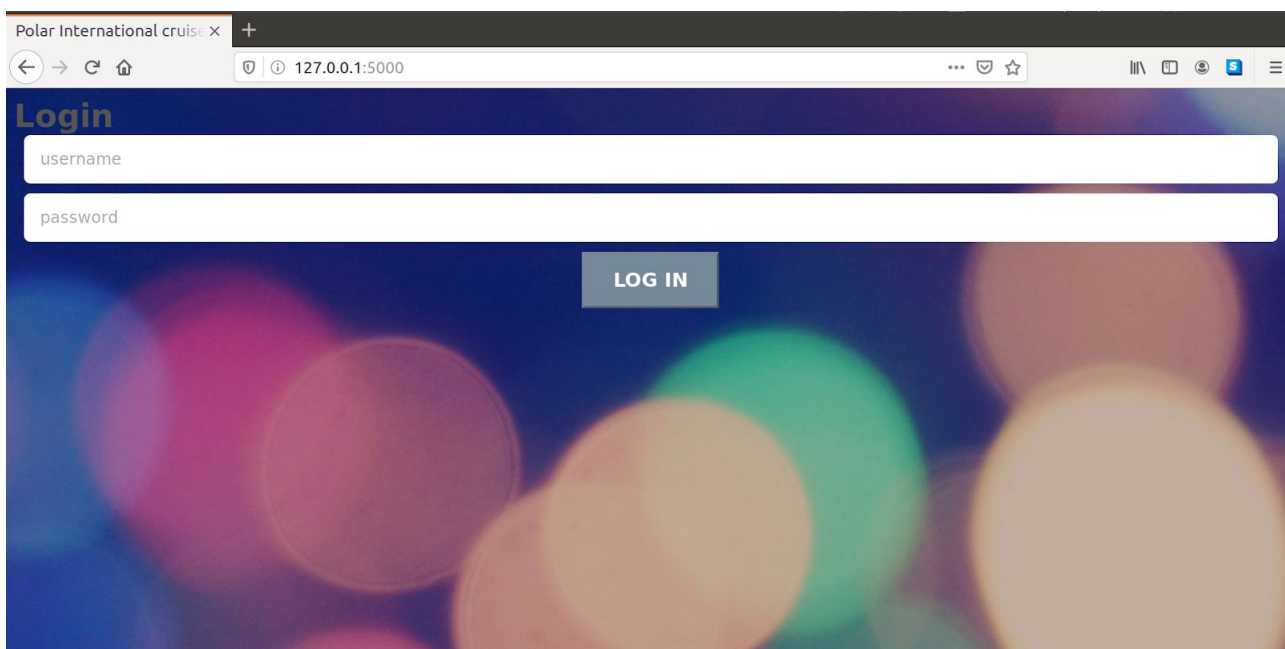 Polar International cruise
127.0.0.1:5000
Login
username
password
LOG IN